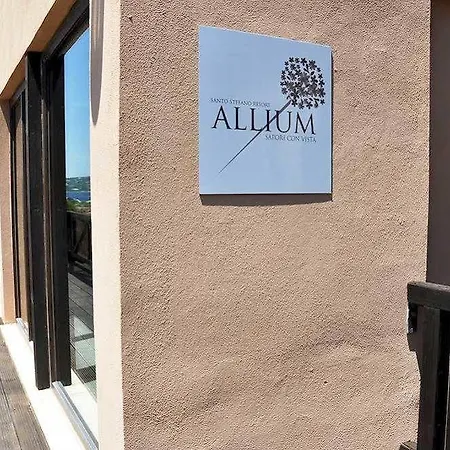 SANTO STEFANO RESORT
ALLIUM
SAPORI CON VISTA